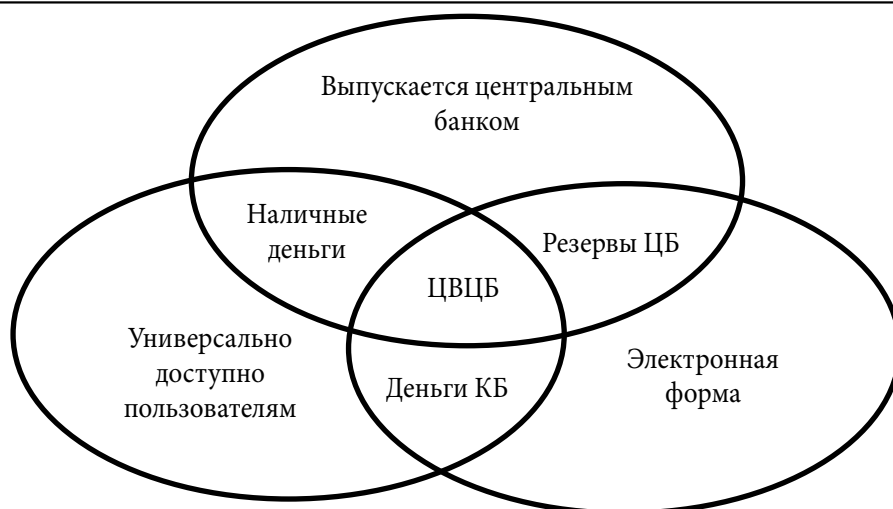 Выпускается центральным
банком
Наличные
деньги
Резервы ЦБ
ЦВЦБ
Универсально
доступно
пользователям
Деньги КБ
Электронная
форма